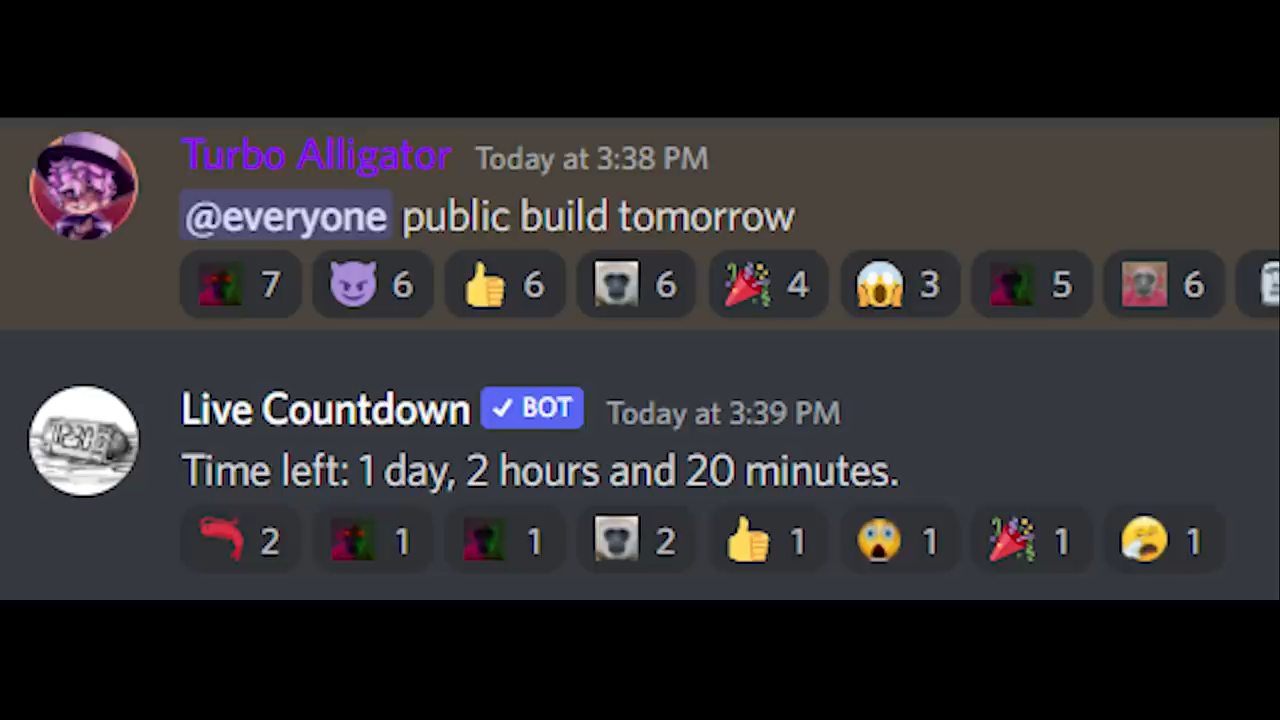 Turbo Alligator Today at 3:38 PM
@everyone public build tomorrow
7 6 6 6 4 3 5 6
Live Countdown ✓ BOT Today at 3:39 PM
Time left: 1 day, 2 hours and 20 minutes.
2 1 1 2 1 1 1 1